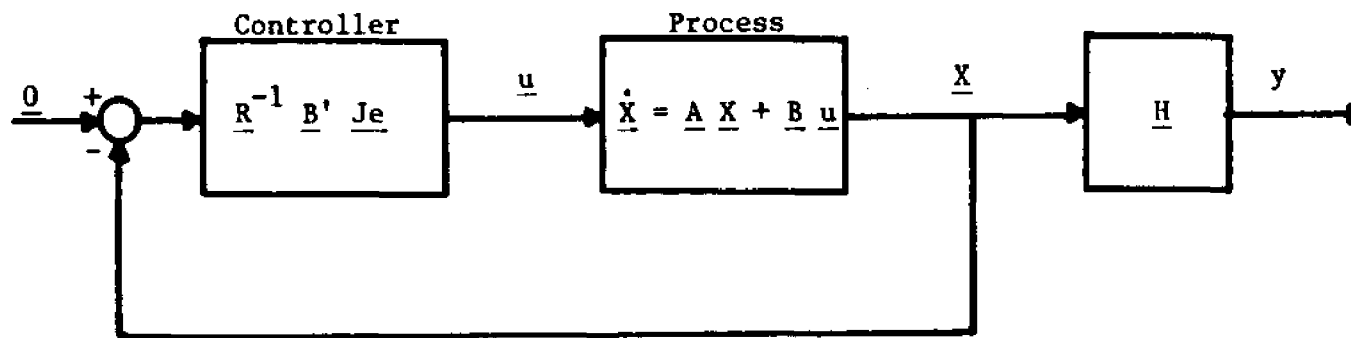 Controller
Process
0
+
-
R⁻¹ B' Je
u
Ẋ = A X + B u
X
H
y